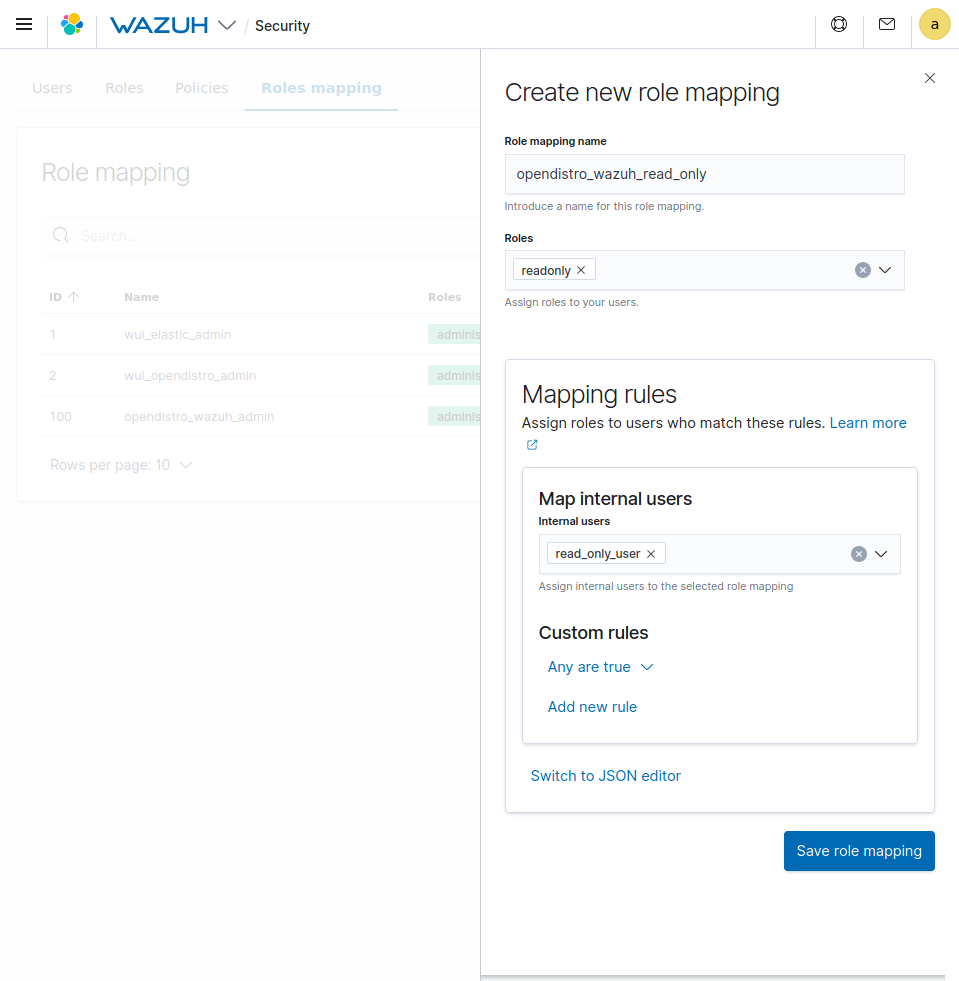 WAZUH / Security a
Users Roles Policies Roles mapping
Role mapping
Search...
ID Name Roles
1 wui_elastic_admin adminis
2 wui_opendistro_admin adminis
100 opendistro_wazuh_admin adminis
Rows per page: 10
Create new role mapping
Role mapping name
opendistro_wazuh_read_only
Introduce a name for this role mapping.
Roles
readonly
Assign roles to your users.
Mapping rules
Assign roles to users who match these rules. Learn more
Map internal users
Internal users
read_only_user
Assign internal users to the selected role mapping
Custom rules
Any are true
Add new rule
Switch to JSON editor
Save role mapping